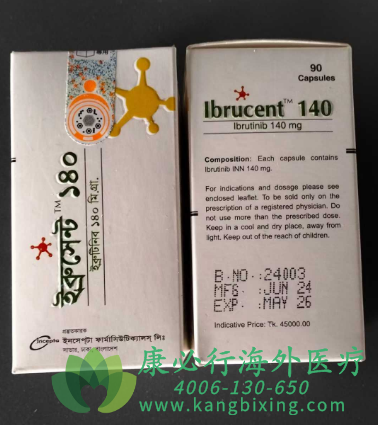 ইব্রুসেন্ট™ ১৪০
ইব্রুটিনিব ১৪০ মি.গ্রা.
প্রস্তুতকারক
Incepta
ইনসেপ্‌টা ফার্মাসিউটিক্যালস্ লিঃ
সাভার, ঢাকা, বাংলাদেশ
90
Capsules
Ibrucent™ 140
Ibrutinib 140 mg
Composition: Each capsule contains
Ibrutinib INN 140 mg.
For indications and dosage please see
enclosed leaflet. To be sold only on the
prescription of a registered physician. Do
not use more than the prescribed dose.
Keep in a cool and dry place, away from
light. Keep out of the reach of children.
B.NO.:24003
MFG :JUN 24
EXP :MAY 26
Indicative Price: Tk. 45000.00
康必行海外医疗
4006-130-650
www.kangbixing.com